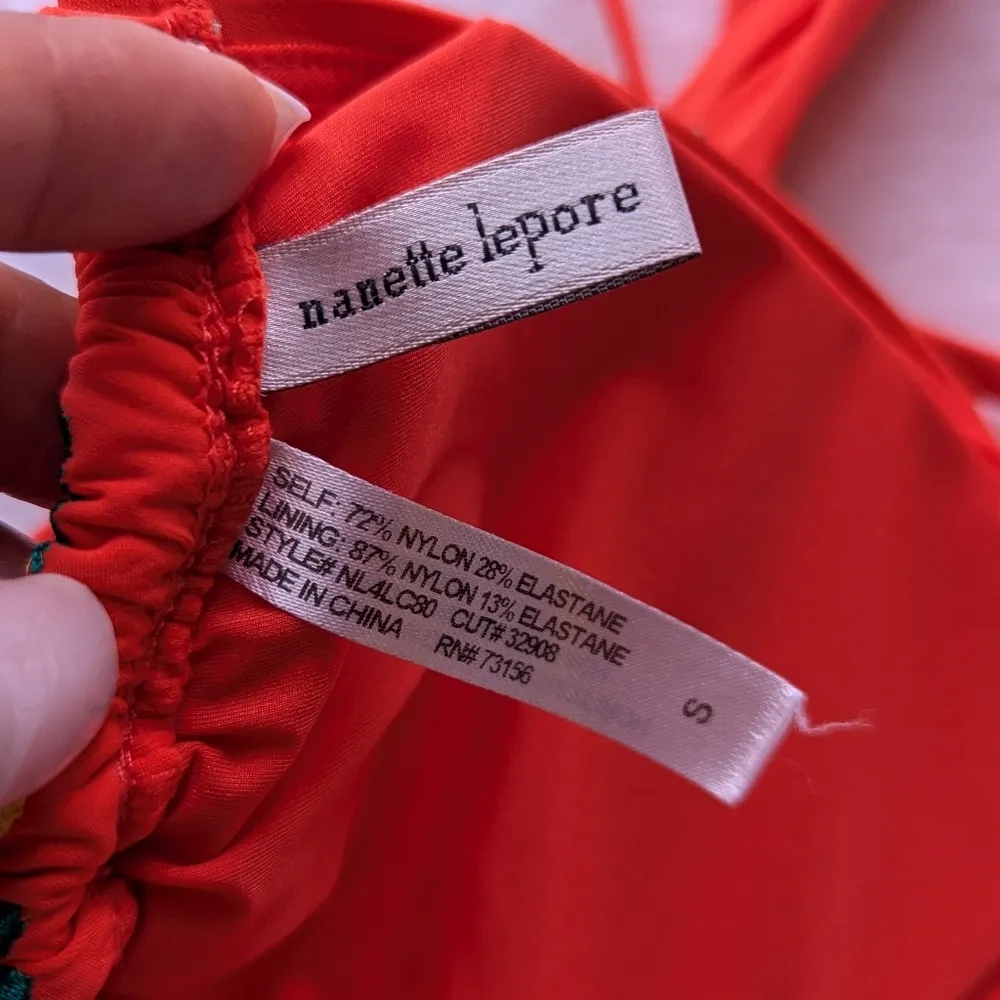 nanette lepore
SELF: 72% NYLON 28% ELASTANE
LINING: 87% NYLON 13% ELASTANE
STYLE# NL4LC80 CUT# 32908
MADE IN CHINA RN# 73156
S